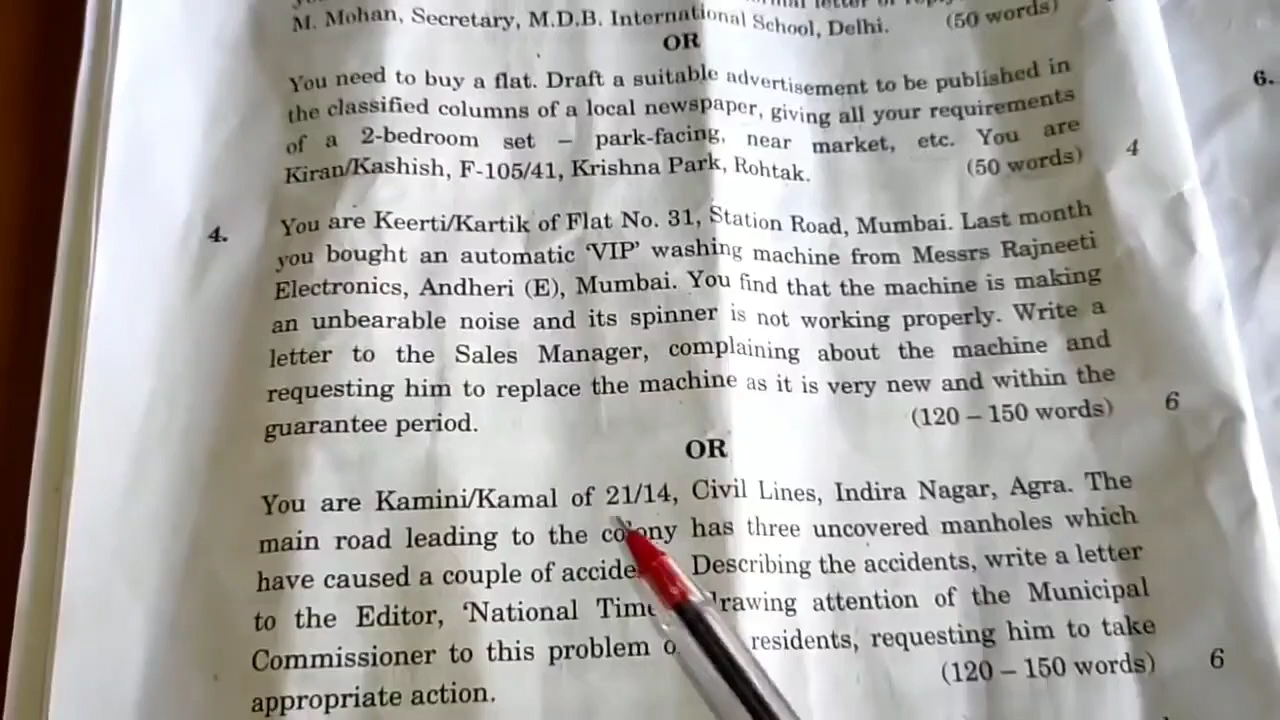 M. Mohan, Secretary, M.D.B. International School, Delhi. (50 words)
OR
You need to buy a flat. Draft a suitable advertisement to be published in
the classified columns of a local newspaper, giving all your requirements
of a 2-bedroom set – park-facing, near market, etc. You are
Kiran/Kashish, F-105/41, Krishna Park, Rohtak. (50 words) 4
4. You are Keerti/Kartik of Flat No. 31, Station Road, Mumbai. Last month
you bought an automatic ‘VIP’ washing machine from Messrs Rajneeti
Electronics, Andheri (E), Mumbai. You find that the machine is making
an unbearable noise and its spinner is not working properly. Write a
letter to the Sales Manager, complaining about the machine and
requesting him to replace the machine as it is very new and within the
guarantee period. (120 – 150 words) 6
OR
You are Kamini/Kamal of 21/14, Civil Lines, Indira Nagar, Agra. The
main road leading to the colony has three uncovered manholes which
have caused a couple of Describing the accidents, write a letter
to the Editor, ‘National attention of the Municipal
Commissioner to this problem residents, requesting him to take
appropriate action. (120 – 150 words) 6
6.